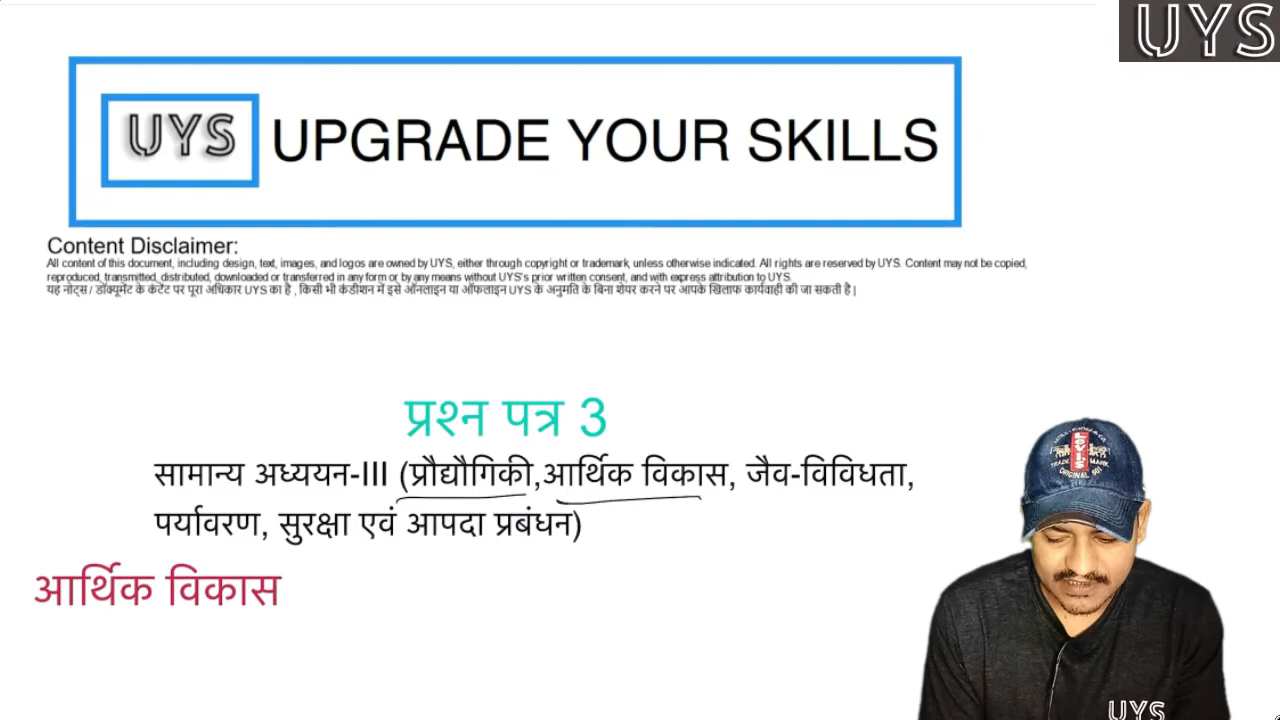 UYS
UYS UPGRADE YOUR SKILLS
Content Disclaimer:
All content of this document, including design, text, images, and logos are owned by UYS, either through copyright or trademark, unless otherwise indicated. All rights are reserved by UYS. Content may not be copied,
reproduced, transmitted, distributed, downloaded or transferred in any form or by any means without UYS's prior written consent, and with express attribution to UYS.
यह नोट्स / डॉक्यूमेंट के कंटेंट पर पूरा अधिकार UYS का है , किसी भी कंडीशन में इसे ऑनलाइन या ऑफलाइन UYS के अनुमति के बिना शेयर करने पर आपके खिलाफ कार्यवाही की जा सकती है |
प्रश्न पत्र 3
सामान्य अध्ययन-III (प्रौद्यौगिकी,आर्थिक विकास, जैव-विविधता,
पर्यावरण, सुरक्षा एवं आपदा प्रबंधन)
आर्थिक विकास
Levi's
TRADE MARK
ORIGINAL
UYS